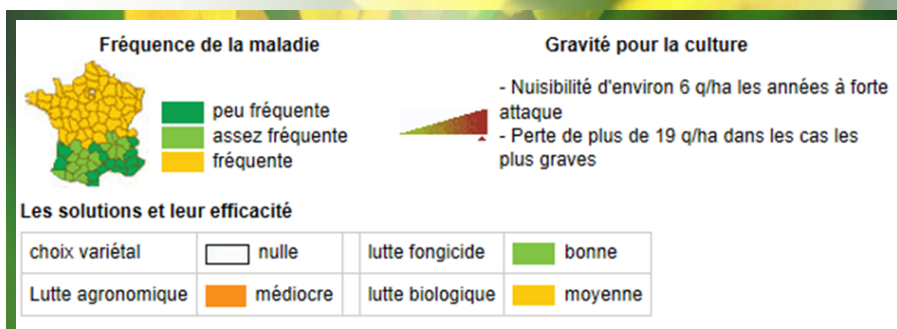 Fréquence de la maladie
peu fréquente
assez fréquente
fréquente
Gravité pour la culture
- Nuisibilité d'environ 6 q/ha les années à forte
attaque
- Perte de plus de 19 q/ha dans les cas les
plus graves
Les solutions et leur efficacité
choix variétal nulle lutte fongicide bonne
Lutte agronomique médiocre lutte biologique moyenne